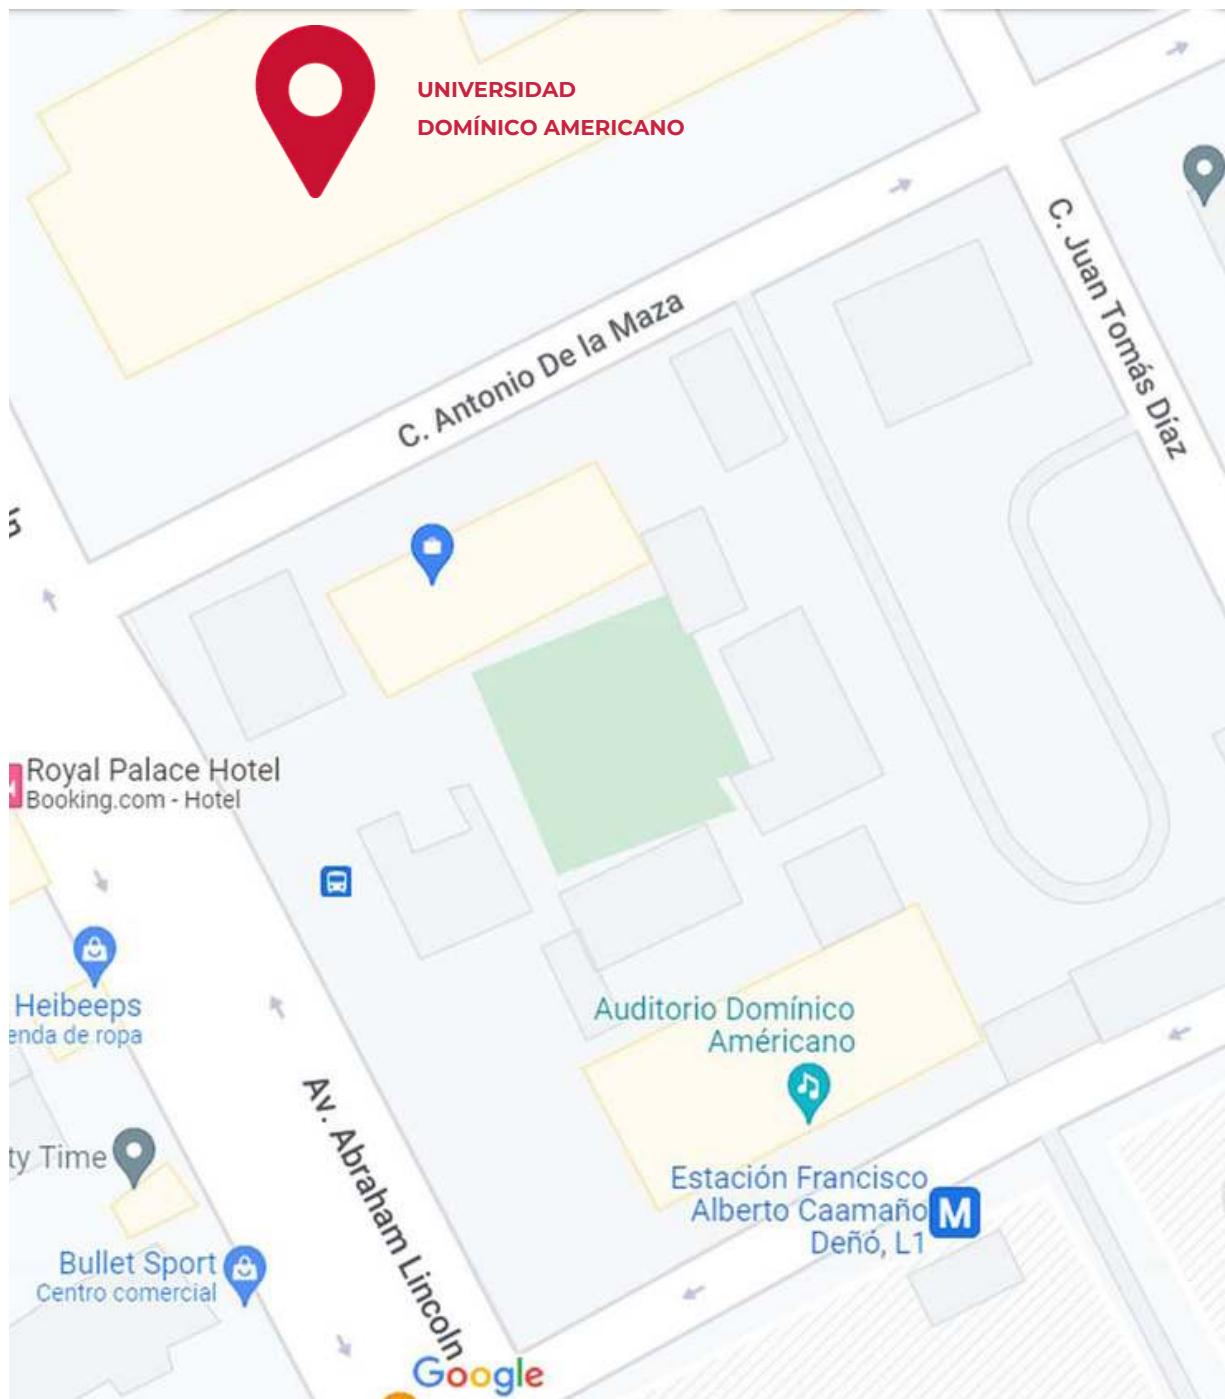 UNIVERSIDAD
DOMÍNICO AMERICANO
C. Juan Tomás Díaz
C. Antonio De la Maza
Royal Palace Hotel
Booking.com - Hotel
Heibeeps
enda de ropa
Auditorio Domínico
Américano
Av. Abraham Lincoln
ty Time
Estación Francisco
Alberto Caamaño
Deñó, L1
M
Bullet Sport
Centro comercial
Google